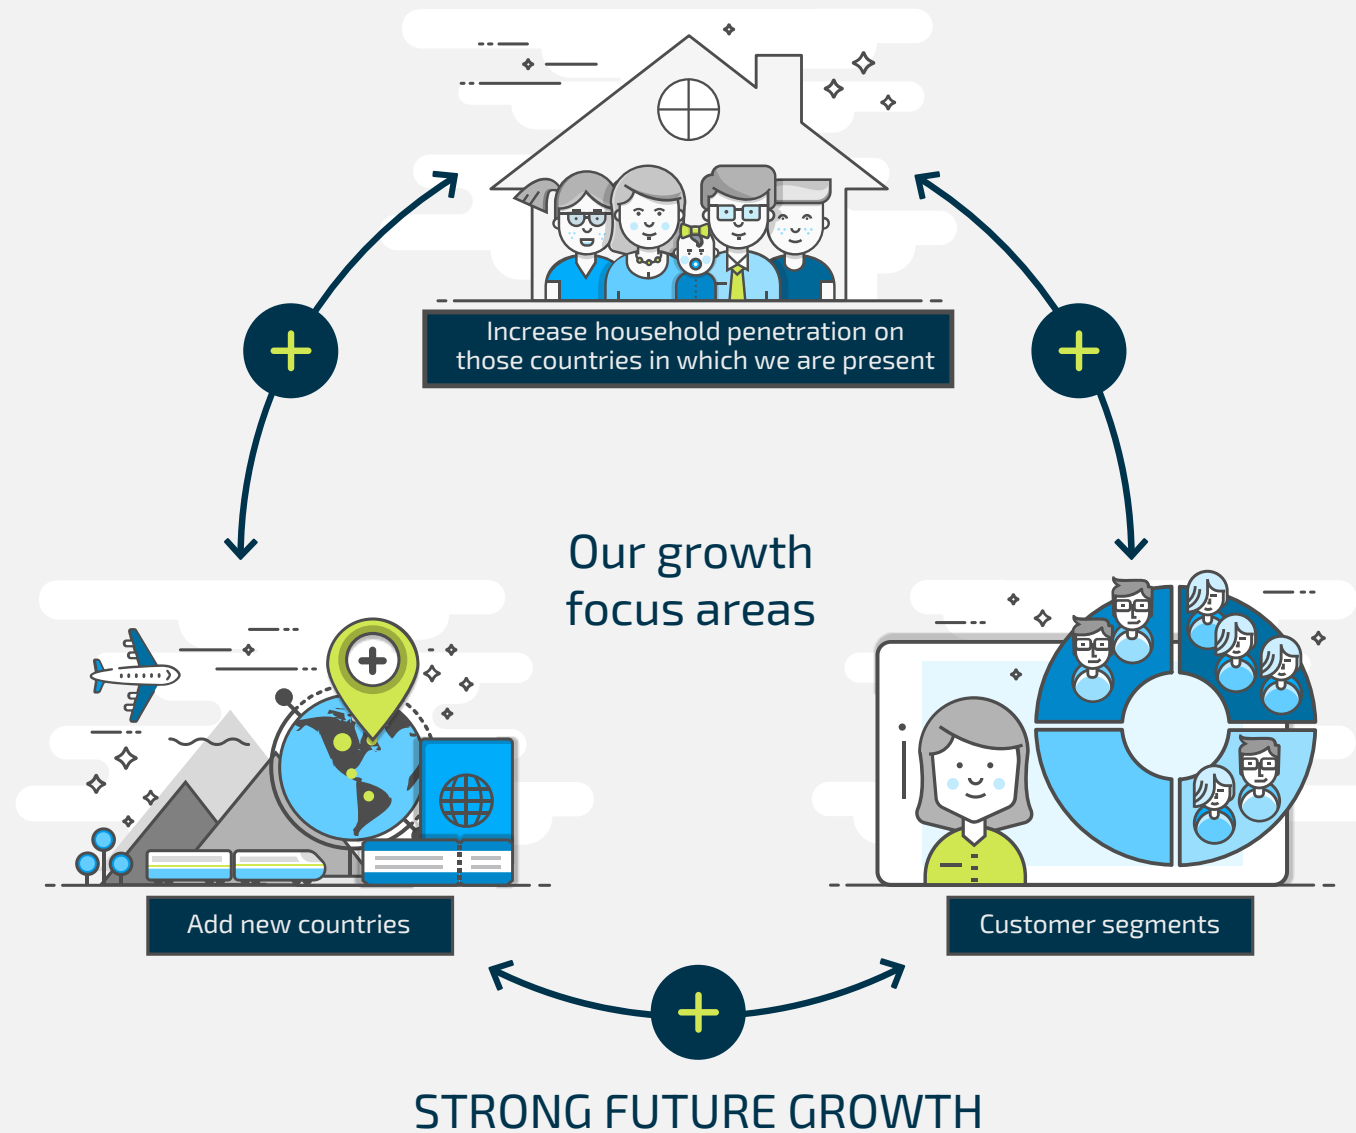 Increase household penetration on
those countries in which we are present
Our growth
focus areas
Add new countries
Customer segments
STRONG FUTURE GROWTH